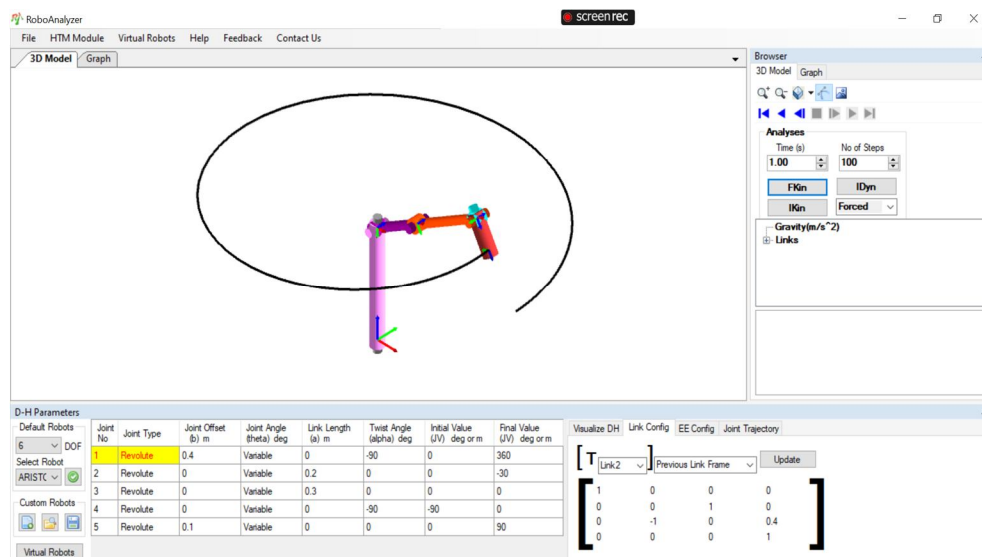 RoboAnalyzer
screenrec
File HTM Module Virtual Robots Help Feedback Contact Us
3D Model Graph
Browser
3D Model Graph
Analyses
Time (s) No of Steps
1.00 100
FKin IDyn
IKin Forced
Gravity(m/s^2)
Links
D-H Parameters
Default Robots
6 DOF
Select Robot
ARISTC
Custom Robots
Virtual Robots
Joint No Joint Type Joint Offset (b) m Joint Angle (theta) deg Link Length (a) m Twist Angle (alpha) deg Initial Value (JV) deg or m Final Value (JV) deg or m
1 Revolute 0.4 Variable 0 -90 0 360
2 Revolute 0 Variable 0.2 0 0 -30
3 Revolute 0 Variable 0.3 0 0 0
4 Revolute 0 Variable 0 -90 -90 0
5 Revolute 0.1 Variable 0 0 0 90
Visualize DH Link Config EE Config Joint Trajectory
T Link2 Previous Link Frame Update
1 0 0 0
0 0 1 0
0 -1 0 0.4
0 0 0 1